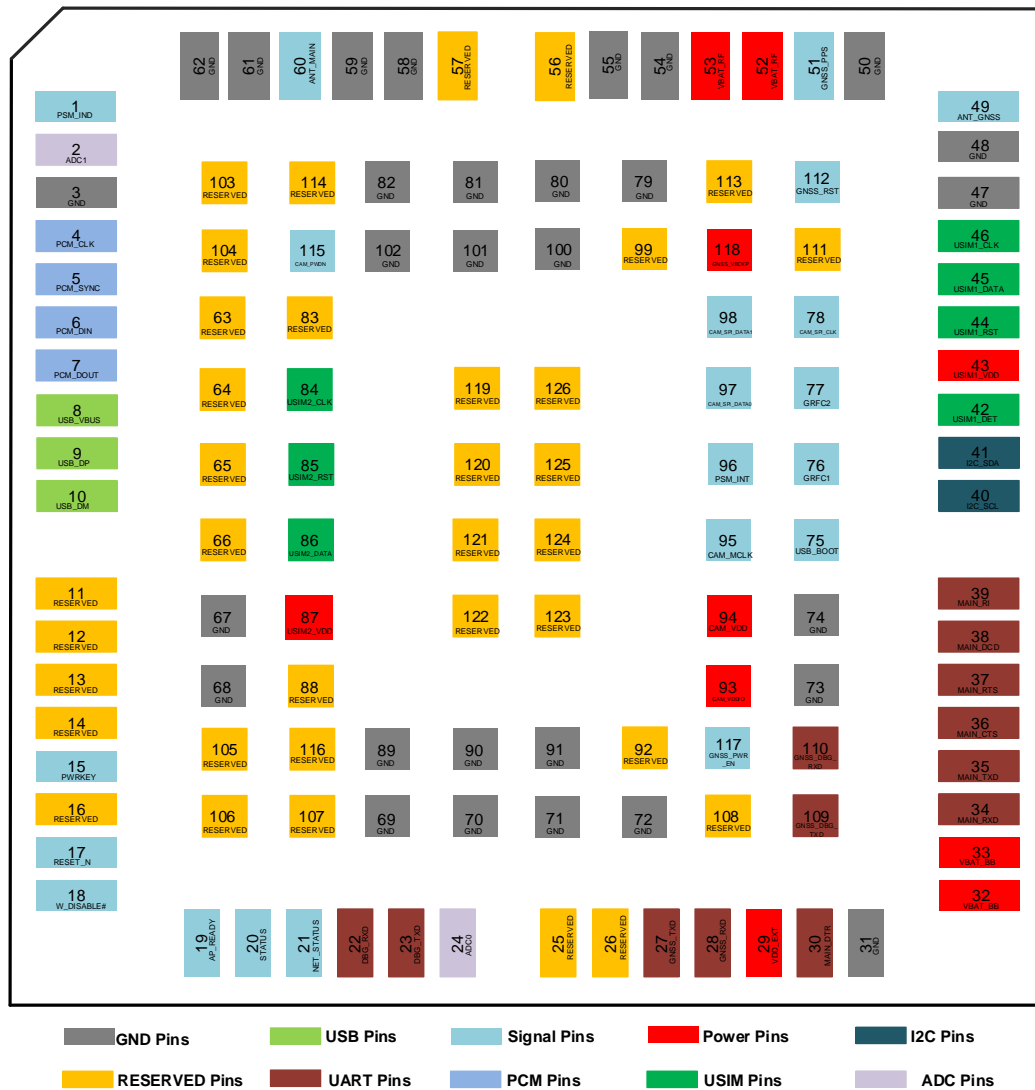 62 GND
61 GND
60 ANT_MAIN
59 GND
58 GND
57 RESERVED
56 RESERVED
55 GND
54 GND
53 VBAT_RF
52 VBAT_RF
51 GNSS_PPS
50 GND
1
PSM_IND
2
ADC1
3
GND
4
PCM_CLK
5
PCM_SYNC
6
PCM_DIN
7
PCM_DOUT
8
USB_VBUS
9
USB_DP
10
USB_DM
11
RESERVED
12
RESERVED
13
RESERVED
14
RESERVED
15
PWRKEY
16
RESERVED
17
RESET_N
18
W_DISABLE#
103 114 82 81 80 79 113 112
RESERVED RESERVED GND GND GND GND RESERVED GNSS_RST
104 115 102 101 100 99 118 111
RESERVED CAM_PWDN GND GND GND RESERVED GNSS_VBCKP RESERVED
63 83 98 78
RESERVED RESERVED CAM_SPI_DATA1 CAM_SPI_CLK
64 84 119 126 97 77
RESERVED USIM2_CLK RESERVED RESERVED CAM_SPI_DATA0 GRFC2
65 85 120 125 96 76
RESERVED USIM2_RST RESERVED RESERVED PSM_INT GRFC1
66 86 121 124 95 75
RESERVED USIM2_DATA RESERVED RESERVED CAM_MCLK USB_BOOT
67 87 122 123 94 74
GND USIM2_VDD RESERVED RESERVED CAM_VDD GND
68 88 93 73
GND RESERVED CAM_VDDIO GND
105 116 89 90 91 92 117 110
RESERVED RESERVED GND GND GND RESERVED GNSS_PWR_EN GNSS_DBG_RXD
106 107 69 70 71 72 108 109
RESERVED RESERVED GND GND GND GND RESERVED GNSS_DBG_TXD
49
ANT_GNSS
48
GND
47
GND
46
USIM1_CLK
45
USIM1_DATA
44
USIM1_RST
43
USIM1_VDD
42
USIM1_DET
41
I2C_SDA
40
I2C_SCL
39
MAIN_RI
38
MAIN_DCD
37
MAIN_RTS
36
MAIN_CTS
35
MAIN_TXD
34
MAIN_RXD
33
VBAT_BB
32
VBAT_BB
19 AP_READY
20 STATUS
21 NET_STATUS
22 DBG_RXD
23 DBG_TXD
24 ADC0
25 RESERVED
26 RESERVED
27 GNSS_TXD
28 GNSS_RXD
29 VDD_EXT
30 MAIN_DTR
31 GND
GND Pins USB Pins Signal Pins Power Pins I2C Pins
RESERVED Pins UART Pins PCM Pins USIM Pins ADC Pins